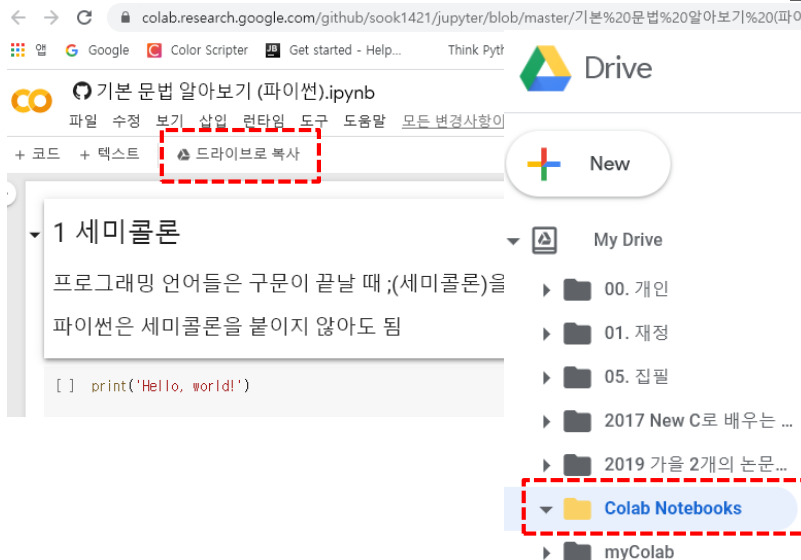 colab.research.google.com/github/sook1421/jupyter/blob/master/기본%20문법%20알아보기%20(파이
앱 Google Color Scripter Get started - Help... Think Pyth
기본 문법 알아보기 (파이썬).ipynb
파일 수정 보기 삽입 런타임 도구 도움말 모든 변경사항이
+ 코드 + 텍스트 드라이브로 복사
1 세미콜론
프로그래밍 언어들은 구문이 끝날 때 ;(세미콜론)을
파이썬은 세미콜론을 붙이지 않아도 됨
[ ] print('Hello, world!')
Drive
New
My Drive
00. 개인
01. 재정
05. 집필
2017 New C로 배우는 ...
2019 가을 2개의 논문...
Colab Notebooks
myColab